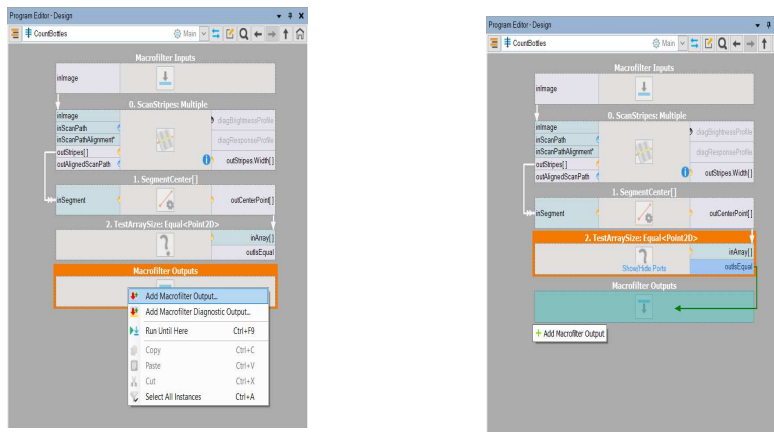 Program Editor - Design
CountBottles
Main
Macrofilter Inputs
inImage
0. ScanStripes: Multiple
inImage
inScanPath
diagBrightnessProfile
inScanPathAlignment*
diagResponseProfile
outStripes[]
outStripes.Width[]
outAlignedScanPath
1. SegmentCenter[]
inSegment
outCenterPoint[]
2. TestArraySize: Equal<Point2D>
inArray[]
outIsEqual
Macrofilter Outputs
Add Macrofilter Output...
Add Macrofilter Diagnostic Output...
Run Until Here Ctrl+F9
Copy Ctrl+C
Paste Ctrl+V
Cut Ctrl+X
Select All Instances Ctrl+A
Program Editor - Design
CountBottles
Main
Macrofilter Inputs
inImage
0. ScanStripes: Multiple
inImage
inScanPath
diagBrightnessProfile
inScanPathAlignment*
diagResponseProfile
outStripes[]
outStripes.Width[]
outAlignedScanPath
1. SegmentCenter[]
inSegment
outCenterPoint[]
2. TestArraySize: Equal<Point2D>
inArray[]
Show/Hide Ports
outIsEqual
Macrofilter Outputs
Add Macrofilter Output